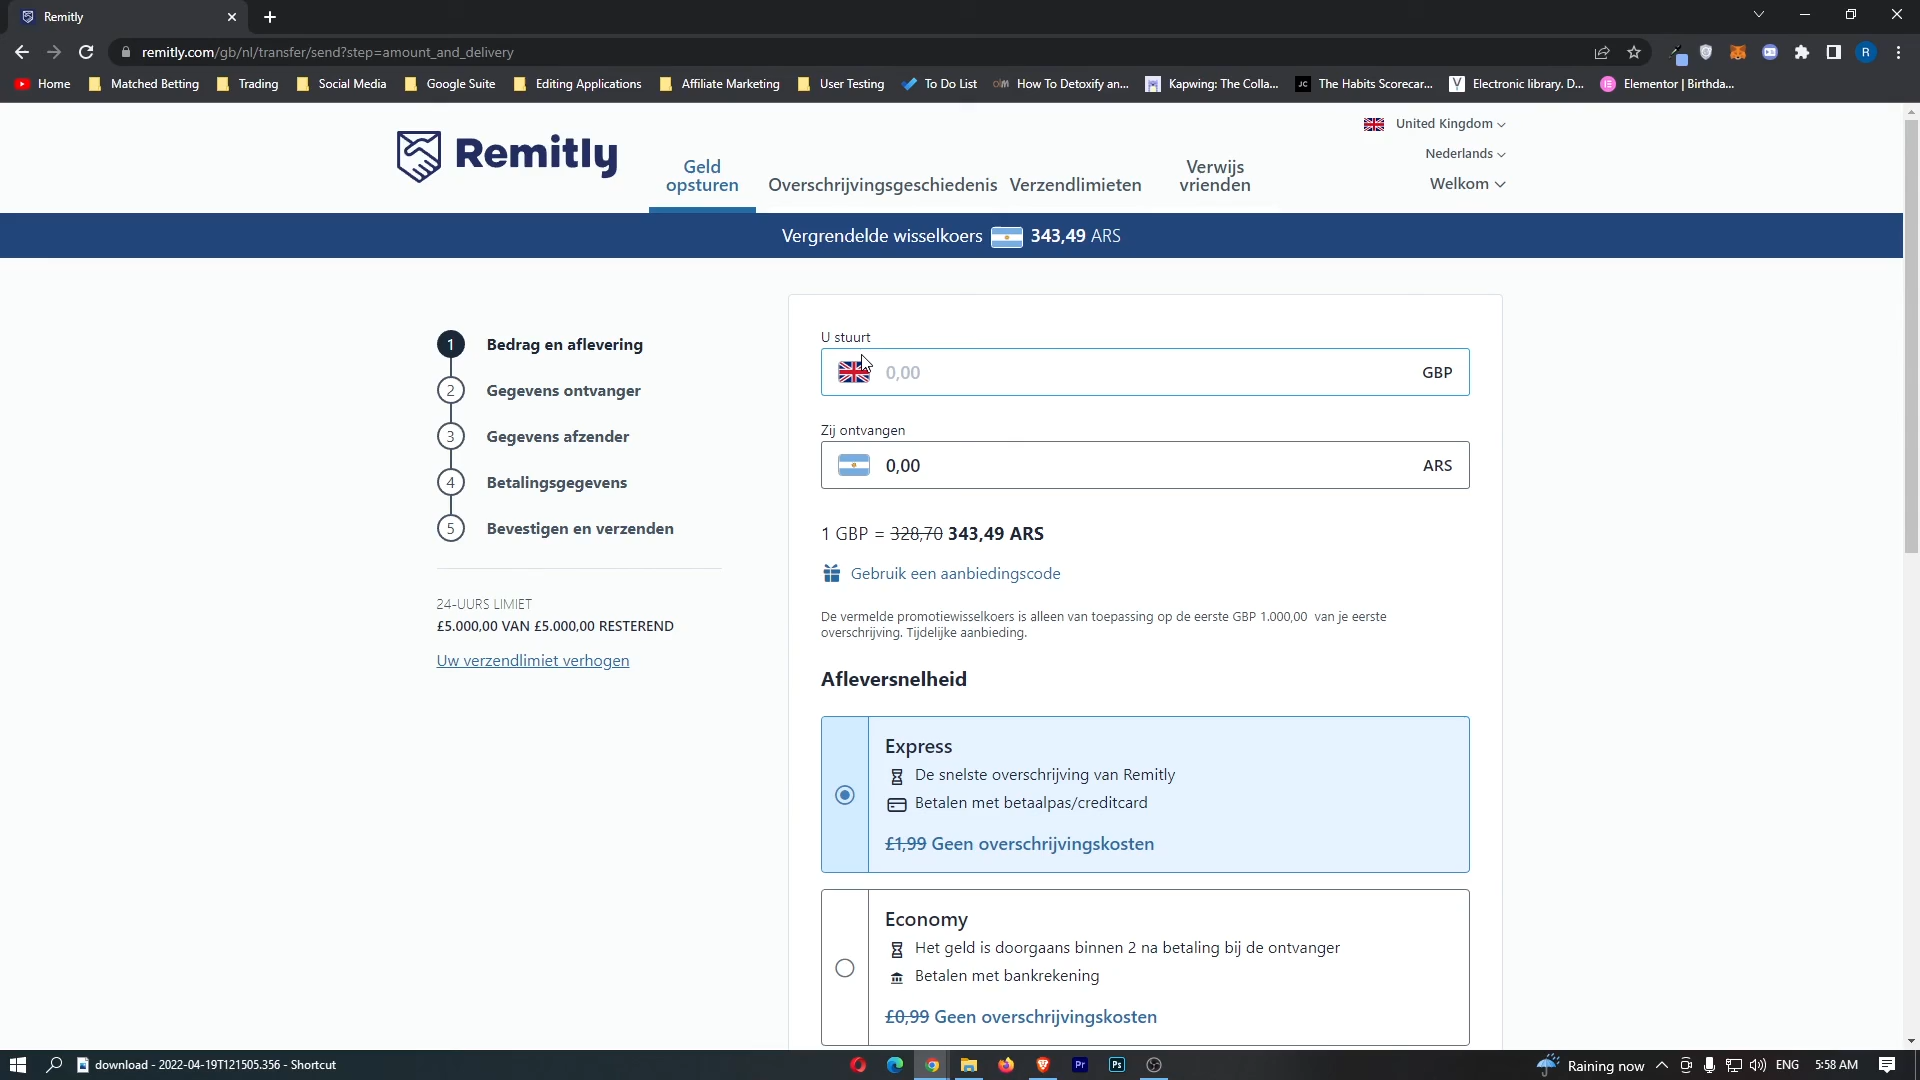 Remitly
remitly.com/gb/nl/transfer/send?step=amount_and_delivery
R
Home
Matched Betting
Trading
Social Media
Google Suite
Editing Applications
Affiliate Marketing
User Testing
To Do List
How To Detoxify an...
Kapwing: The Colla...
JC The Habits Scorecar...
Electronic library. D...
Elementor | Birthda...
Remitly
Geld
opsturen
Overschrijvingsgeschiedenis
Verzendlimieten
Verwijs
vrienden
United Kingdom
Nederlands
Welkom
Vergrendelde wisselkoers 343,49 ARS
1 Bedrag en aflevering
2 Gegevens ontvanger
3 Gegevens afzender
4 Betalingsgegevens
5 Bevestigen en verzenden
24-UURS LIMIET
£5.000,00 VAN £5.000,00 RESTEREND
Uw verzendlimiet verhogen
U stuurt
0,00 GBP
Zij ontvangen
0,00 ARS
1 GBP = 328,70 343,49 ARS
Gebruik een aanbiedingscode
De vermelde promotiewisselkoers is alleen van toepassing op de eerste GBP 1.000,00 van je eerste
overschrijving. Tijdelijke aanbieding.
Afleversnelheid
Express
De snelste overschrijving van Remitly
Betalen met betaalpas/creditcard
£1,99 Geen overschrijvingskosten
Economy
Het geld is doorgaans binnen 2 na betaling bij de ontvanger
Betalen met bankrekening
£0,99 Geen overschrijvingskosten
download - 2022-04-19T121505.356 - Shortcut
Pr
Ps
Raining now
ENG
5:58 AM